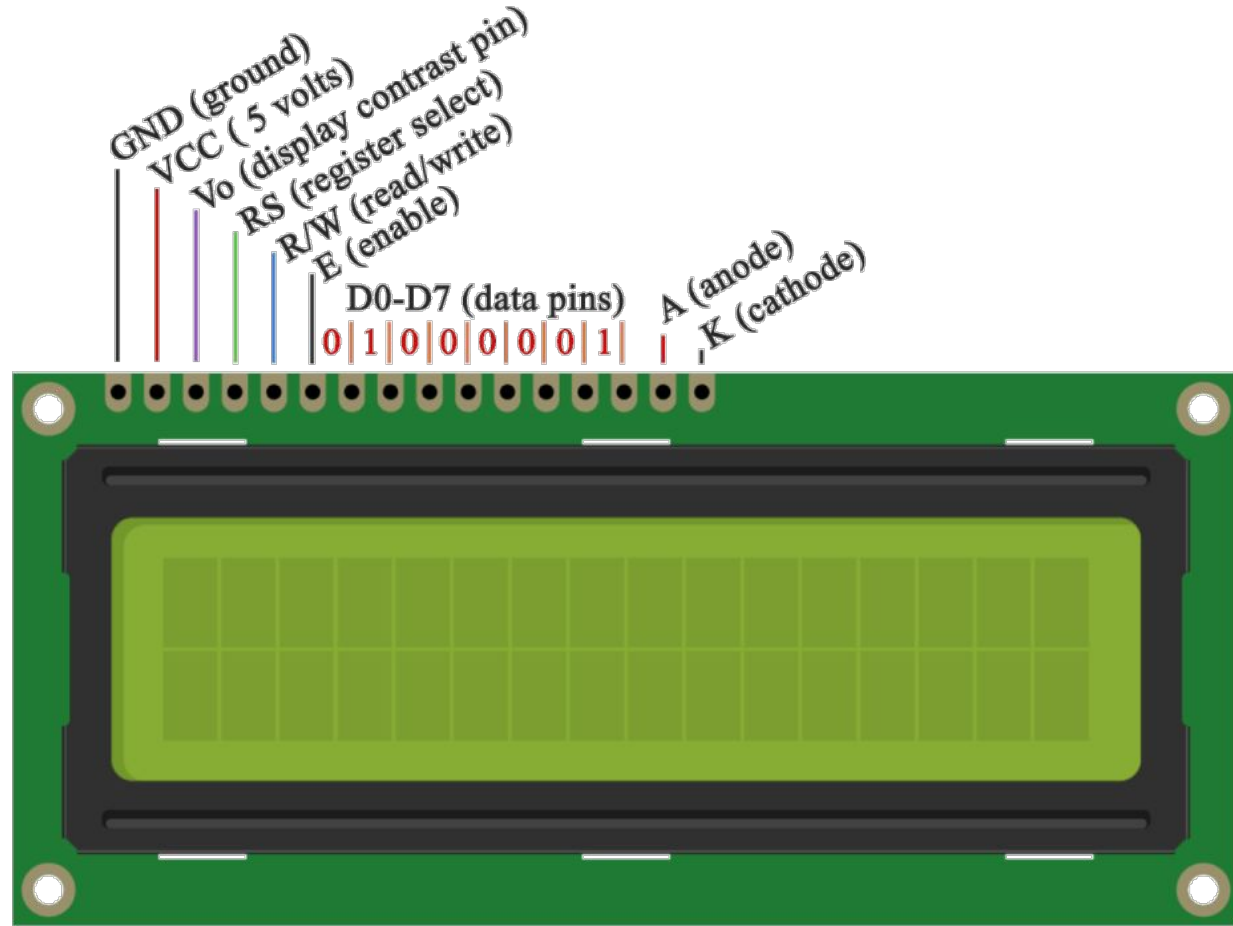 GND (ground)
VCC ( 5 volts)
Vo (display contrast pin)
RS (register select)
R/W (read/write)
E (enable)
D0-D7 (data pins)
0 1 0 0 0 0 0 1
A (anode)
K (cathode)